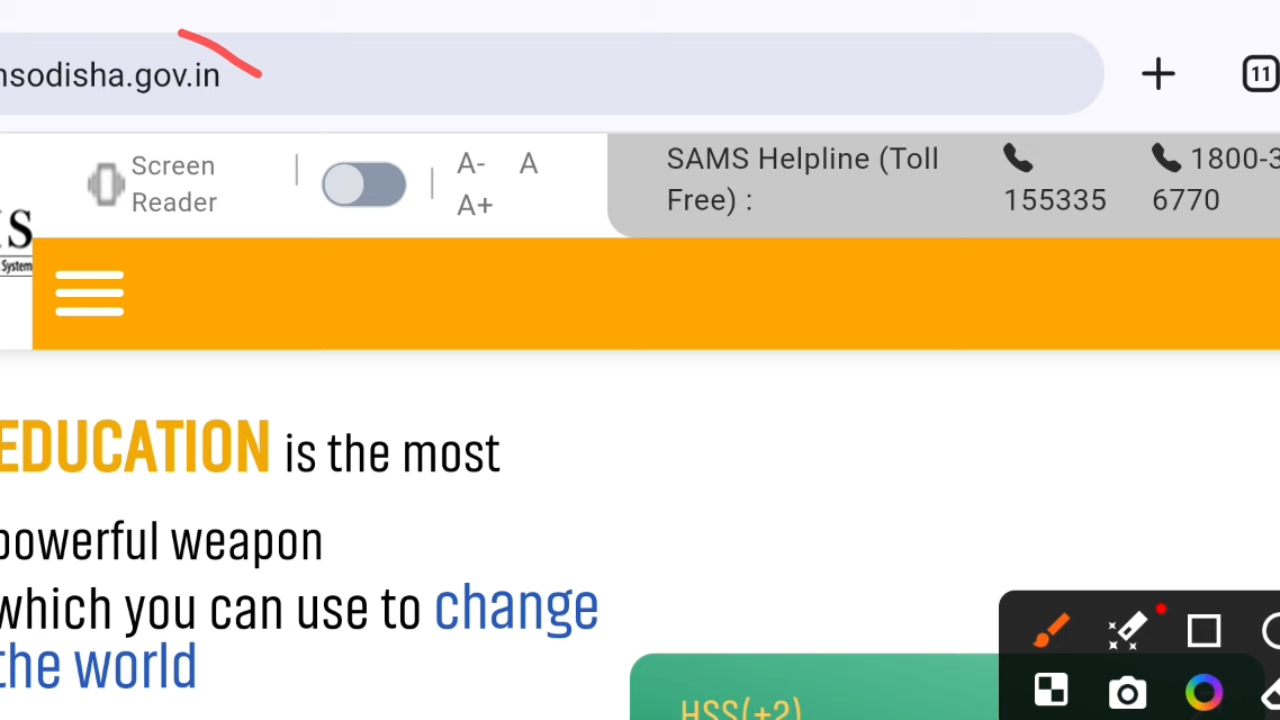 nsodisha.gov.in
11
Screen
Reader
A- A
A+
SAMS Helpline (Toll
Free) :
155335
1800-3
6770
S
System
EDUCATION is the most
powerful weapon
which you can use to change
the world
HSS(+2)